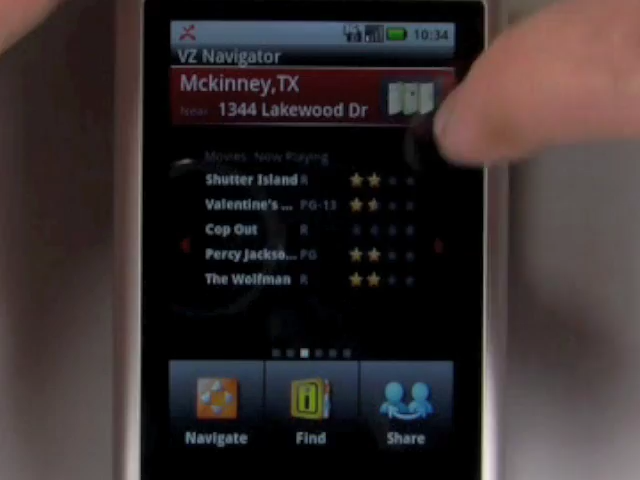 10:34
VZ Navigator
Mckinney,TX
Near 1344 Lakewood Dr
Movies: Now Playing
Shutter Island R
Valentine's ... PG-13
Cop Out R
Percy Jackso... PG
The Wolfman R
Navigate Find Share